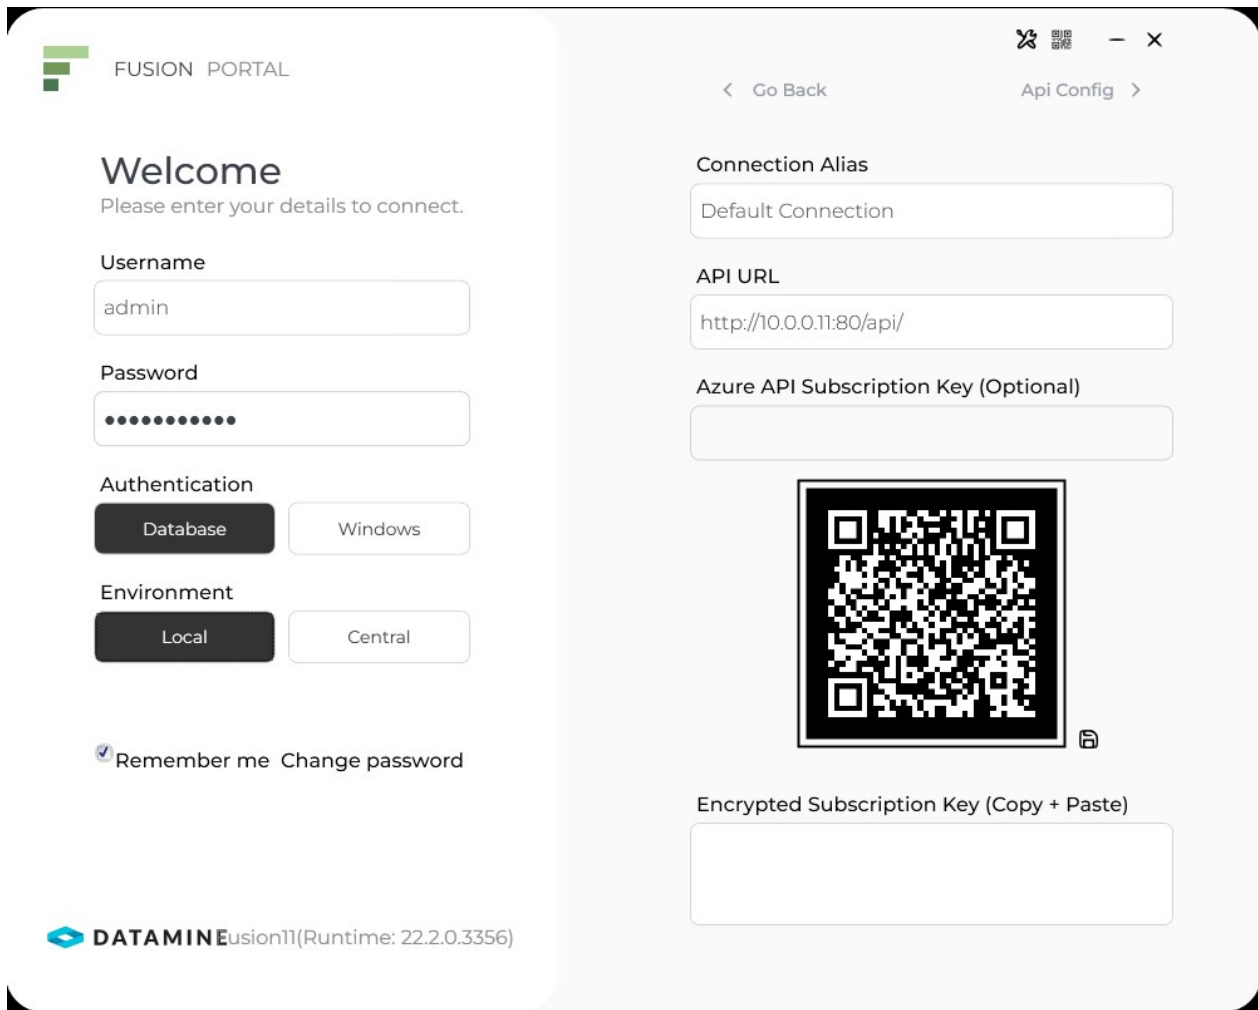 FUSION PORTAL
Welcome
Please enter your details to connect.
Username
admin
Password
Authentication
Database
Windows
Environment
Local
Central
Remember me Change password
DATAMINE
Fusion11(Runtime: 22.2.0.3356)
Go Back
Api Config
Connection Alias
Default Connection
API URL
http://10.0.0.11:80/api/
Azure API Subscription Key (Optional)
Encrypted Subscription Key (Copy + Paste)